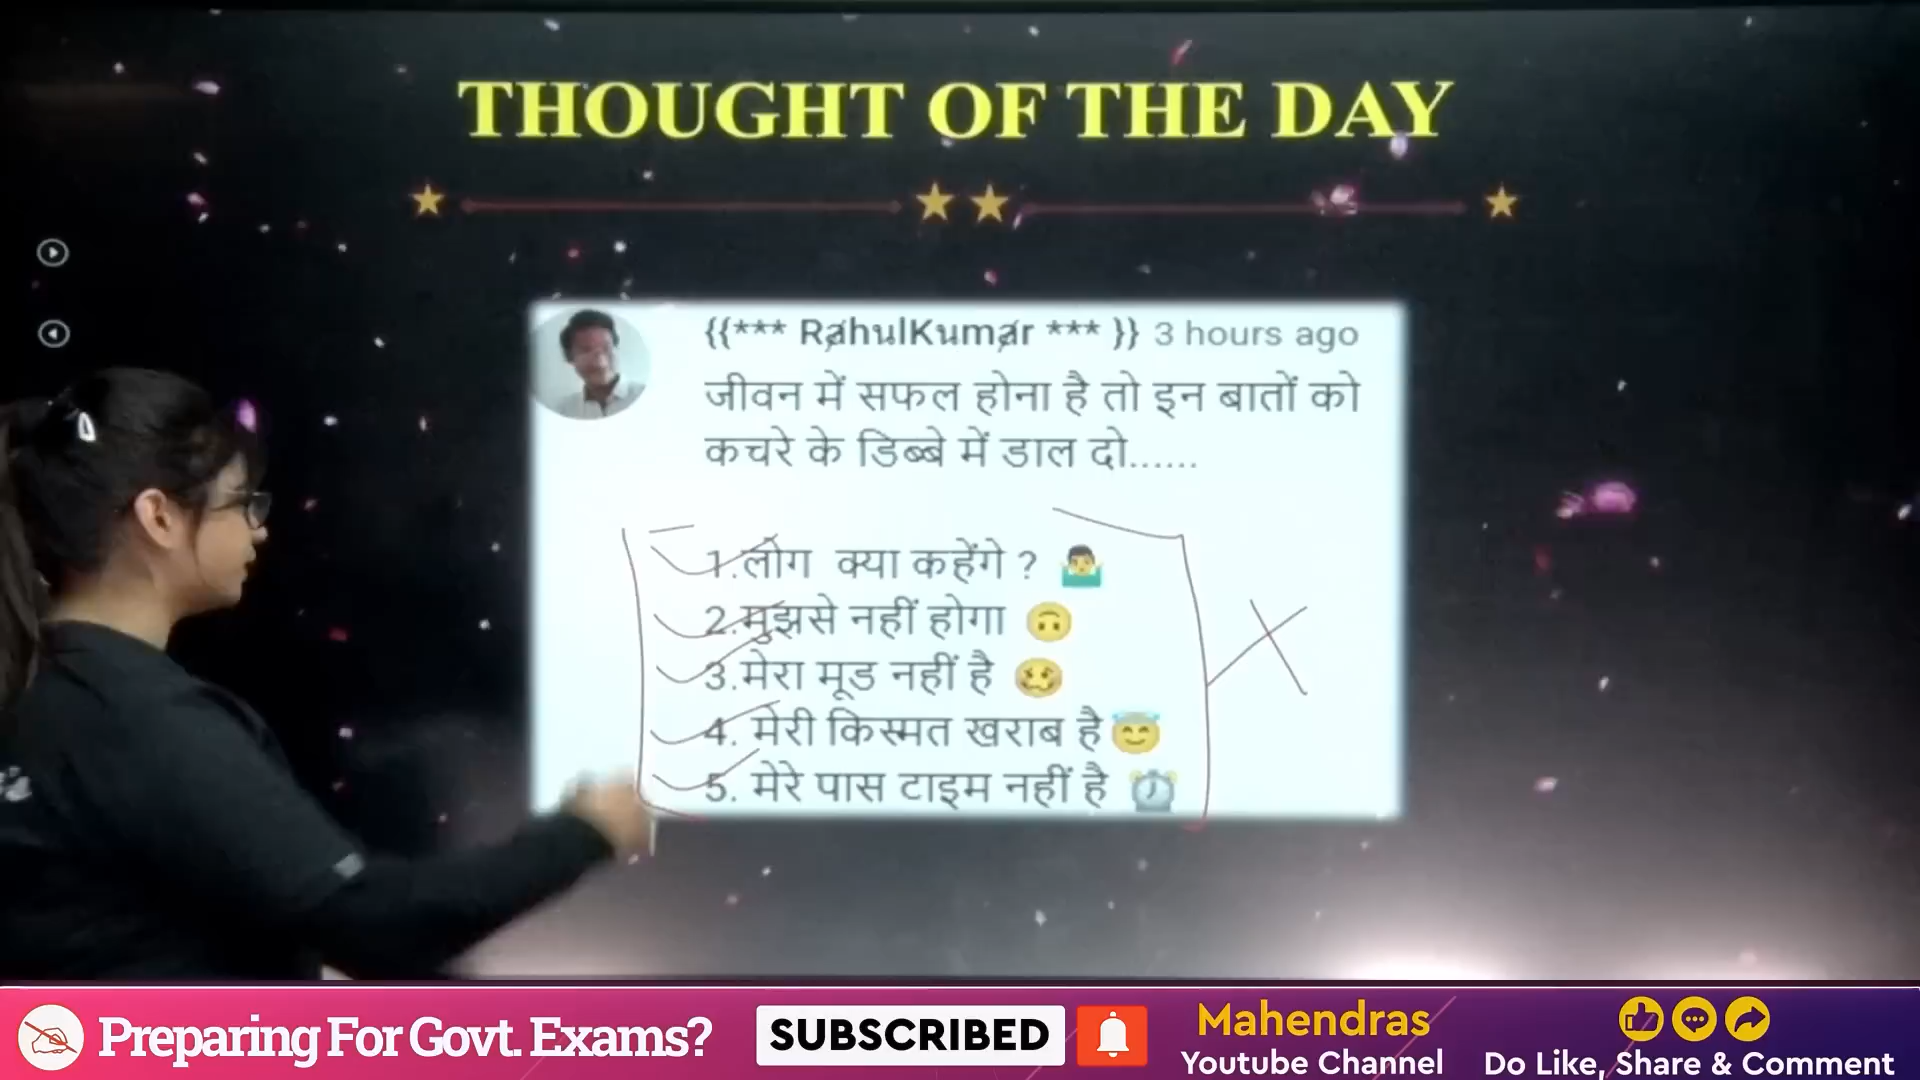 THOUGHT OF THE DAY
{{*** RahulKumar *** }} 3 hours ago
जीवन में सफल होना है तो इन बातों को
कचरे के डिब्बे में डाल दो......
1.लोग क्या कहेंगे ?
2.मुझसे नहीं होगा
3.मेरा मूड नहीं है
4. मेरी किस्मत खराब है
5. मेरे पास टाइम नहीं है
Preparing For Govt. Exams?
SUBSCRIBED
Mahendras
Youtube Channel
Do Like, Share & Comment